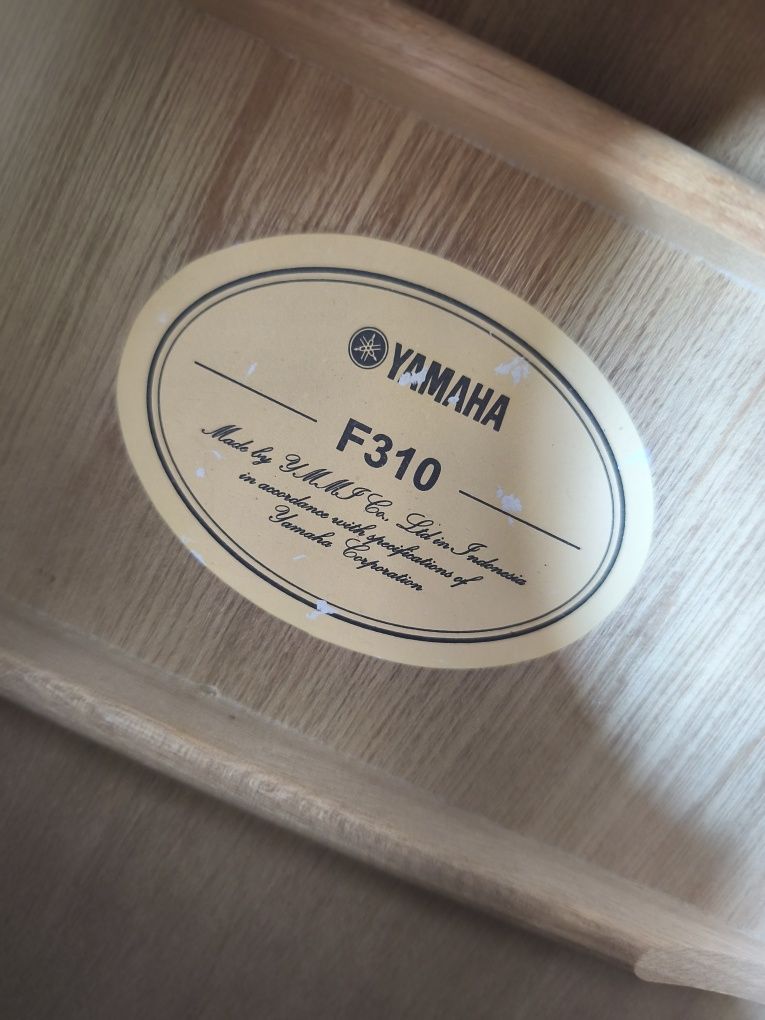 YAMAHA
F310
Made by YMMI Co., Ltd in Indonesia
in accordance with specifications of
Yamaha Corporation